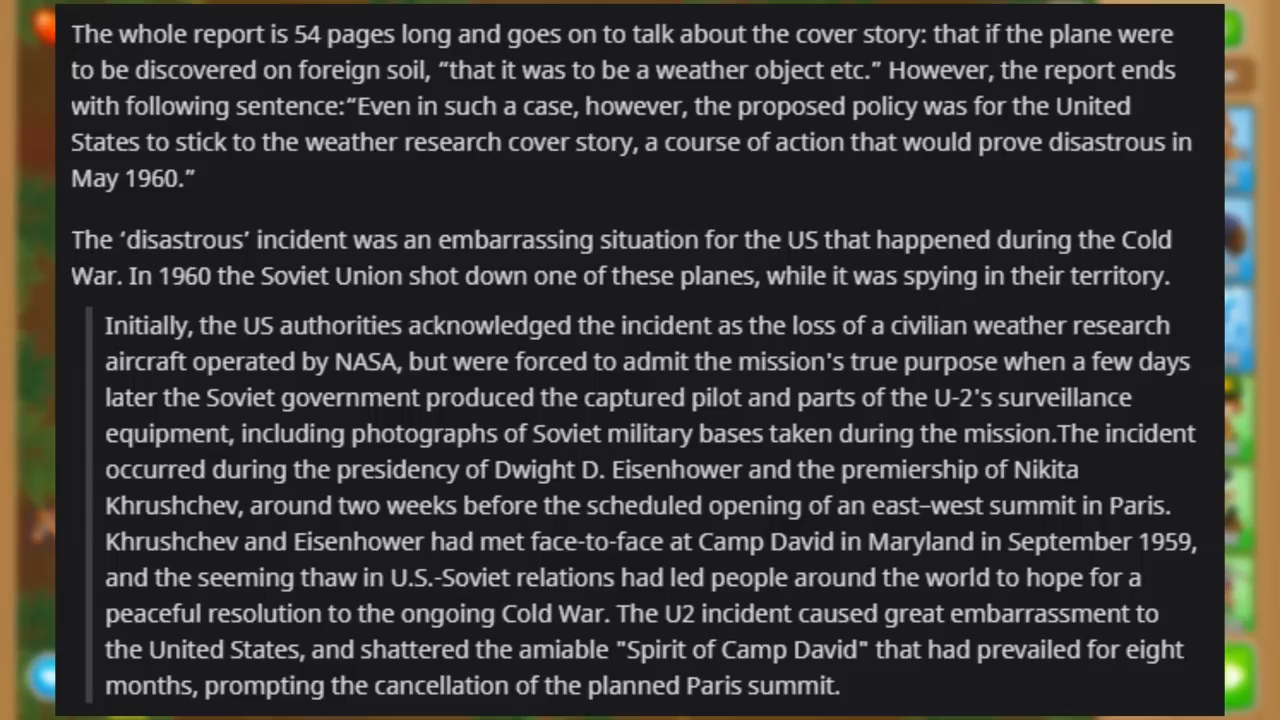 The whole report is 54 pages long and goes on to talk about the cover story: that if the plane were
to be discovered on foreign soil, “that it was to be a weather object etc.” However, the report ends
with following sentence:“Even in such a case, however, the proposed policy was for the United
States to stick to the weather research cover story, a course of action that would prove disastrous in
May 1960.”
The ‘disastrous’ incident was an embarrassing situation for the US that happened during the Cold
War. In 1960 the Soviet Union shot down one of these planes, while it was spying in their territory.
Initially, the US authorities acknowledged the incident as the loss of a civilian weather research
aircraft operated by NASA, but were forced to admit the mission's true purpose when a few days
later the Soviet government produced the captured pilot and parts of the U-2's surveillance
equipment, including photographs of Soviet military bases taken during the mission.The incident
occurred during the presidency of Dwight D. Eisenhower and the premiership of Nikita
Khrushchev, around two weeks before the scheduled opening of an east–west summit in Paris.
Khrushchev and Eisenhower had met face-to-face at Camp David in Maryland in September 1959,
and the seeming thaw in U.S.-Soviet relations had led people around the world to hope for a
peaceful resolution to the ongoing Cold War. The U2 incident caused great embarrassment to
the United States, and shattered the amiable "Spirit of Camp David" that had prevailed for eight
months, prompting the cancellation of the planned Paris summit.